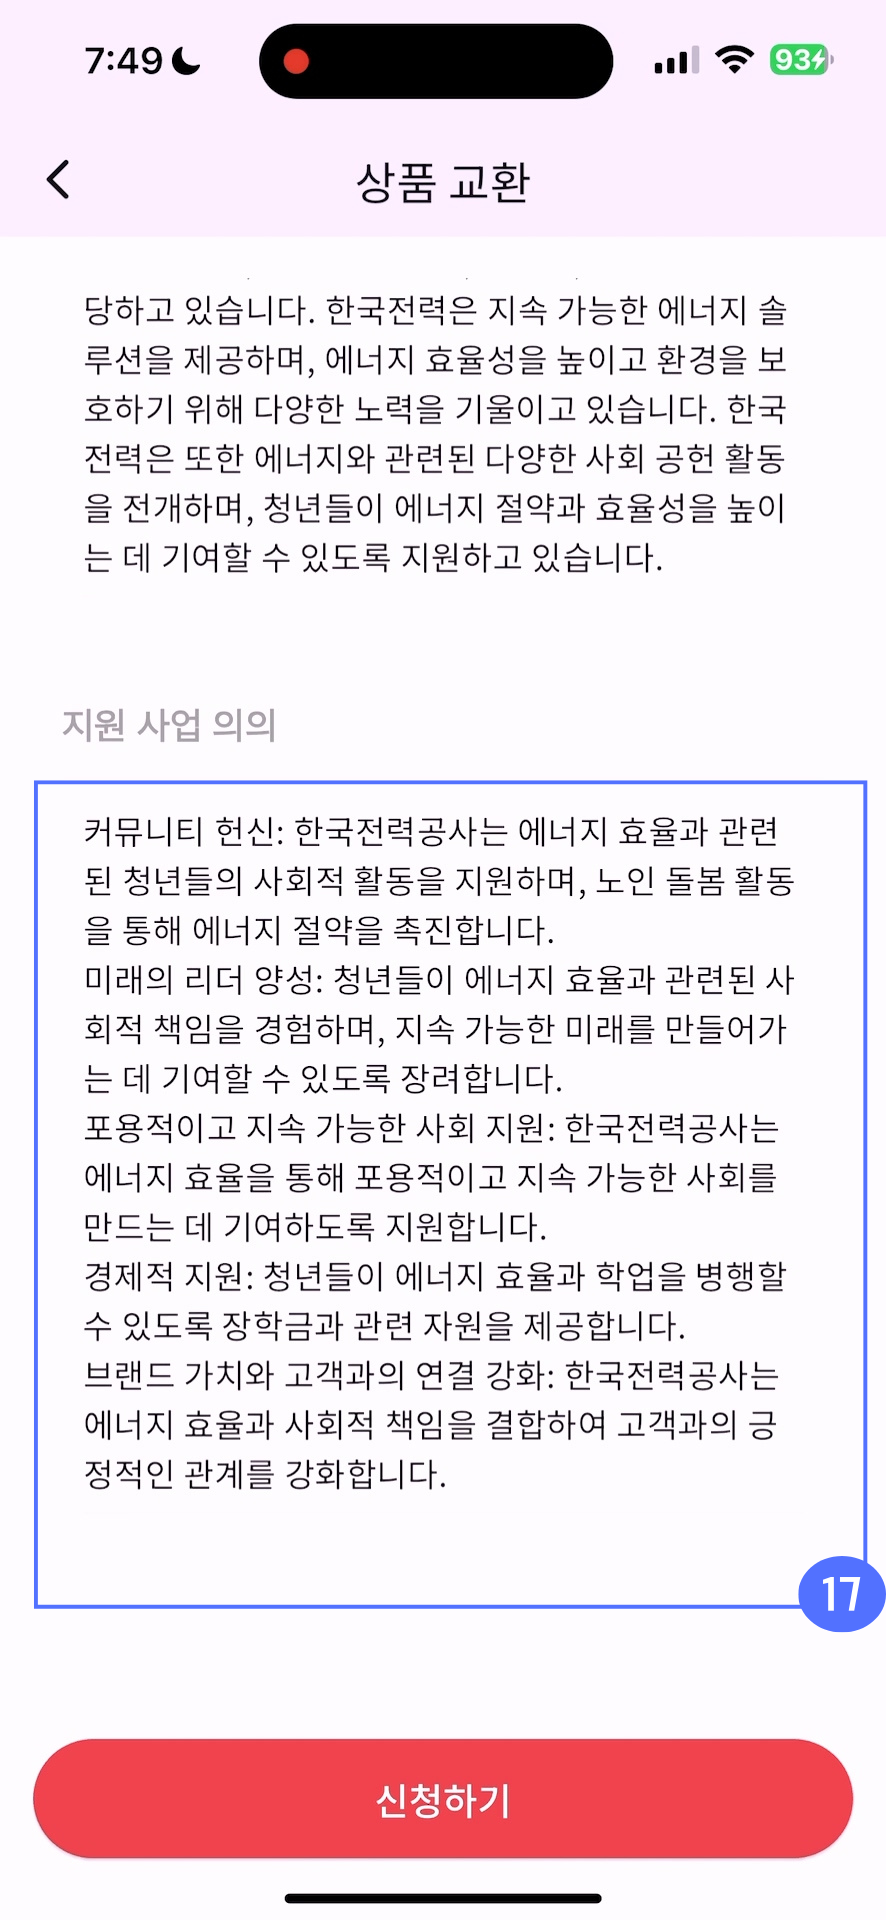 7:49
93
상품 교환
당하고 있습니다. 한국전력은 지속 가능한 에너지 솔
루션을 제공하며, 에너지 효율성을 높이고 환경을 보
호하기 위해 다양한 노력을 기울이고 있습니다. 한국
전력은 또한 에너지와 관련된 다양한 사회 공헌 활동
을 전개하며, 청년들이 에너지 절약과 효율성을 높이
는 데 기여할 수 있도록 지원하고 있습니다.
지원 사업 의의
커뮤니티 헌신: 한국전력공사는 에너지 효율과 관련
된 청년들의 사회적 활동을 지원하며, 노인 돌봄 활동
을 통해 에너지 절약을 촉진합니다.
미래의 리더 양성: 청년들이 에너지 효율과 관련된 사
회적 책임을 경험하며, 지속 가능한 미래를 만들어가
는 데 기여할 수 있도록 장려합니다.
포용적이고 지속 가능한 사회 지원: 한국전력공사는
에너지 효율을 통해 포용적이고 지속 가능한 사회를
만드는 데 기여하도록 지원합니다.
경제적 지원: 청년들이 에너지 효율과 학업을 병행할
수 있도록 장학금과 관련 자원을 제공합니다.
브랜드 가치와 고객과의 연결 강화: 한국전력공사는
에너지 효율과 사회적 책임을 결합하여 고객과의 긍
정적인 관계를 강화합니다.
17
신청하기